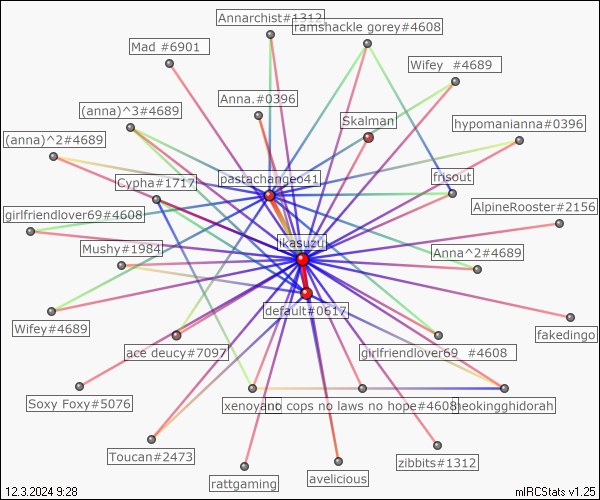 Annarchist#1312
ramshackle gorey#4608
Mad #6901
Wifey  #4689
Anna.#0396
(anna)^3#4689
Skalman
hypomanianna#0396
(anna)^2#4689
Cypha#1717
pastachangeo41
frisout
girlfriendlover69#4608
AlpineRooster#2156
ikasuzu
Mushy#1984
Anna^2#4689
default#0617
Wifey#4689
fakedingo
ace deucy#7097
girlfriendlover69  #4608
Soxy Foxy#5076
no cops no laws no hope#4608
Toucan#2473
zibbits#1312
avelicious
rattgaming
12.3.2024 9:28
mIRCStats v1.25